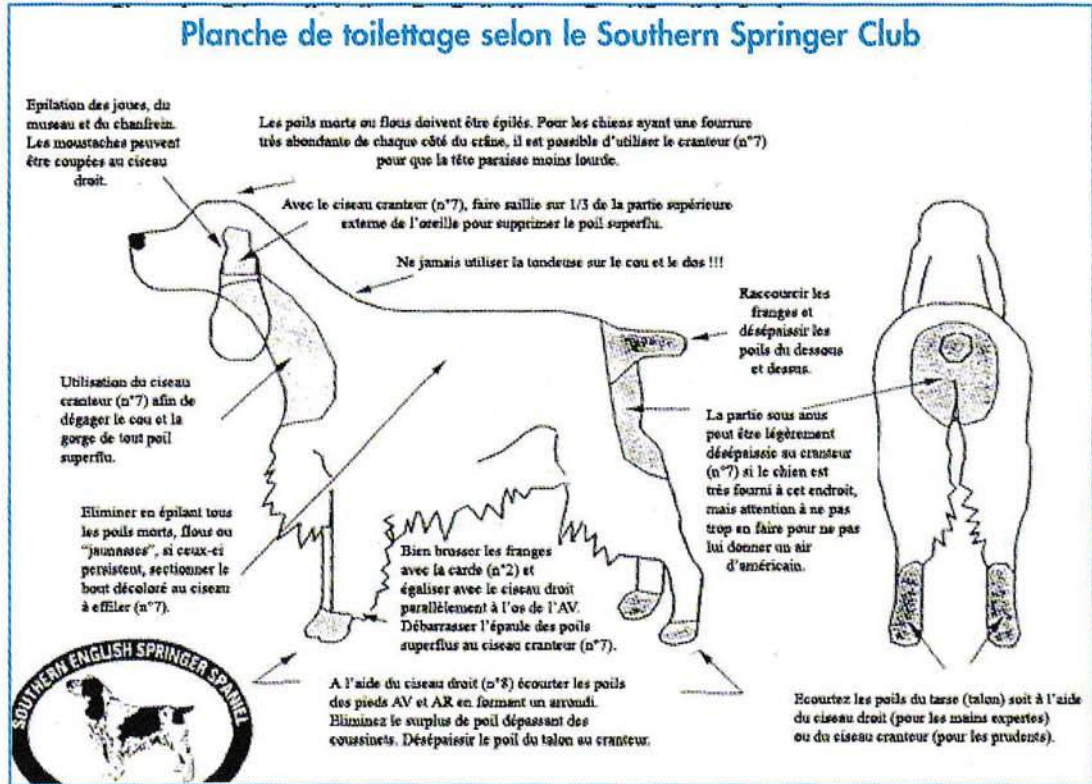 Planche de toilettage selon le Southern Springer Club
Epilation des joues, du
museau et du chanfrein.
Les moustaches peuvent
être coupées au ciseau
droit.
Les poils morts ou flous doivent être épilés. Pour les chiens ayant une fourrure
très abondante de chaque côté du crâne, il est possible d'utiliser le cranteur (n°7)
pour que la tête paraisse moins lourde.
Avec le ciseau cranteur (n°7), faire saillie sur 1/3 de la partie supérieure
externe de l'oreille pour supprimer le poil superflu.
Ne jamais utiliser la tondeuse sur le cou et le dos !!!
Raccourcir les
franges et
désépaissir les
poils du dessous
et dessus.
Utilisation du ciseau
cranteur (n°7) afin de
dégager le cou et la
gorge de tout poil
superflu.
La partie sous anus
peut être légèrement
désépaissie au cranteur
(n°7) si le chien est
très fourni à cet endroit,
mais attention à ne pas
trop en faire pour ne pas
lui donner un air
d'américain.
Eliminer en épilant tous
les poils morts, flous ou
"jaunasses", si ceux-ci
persistent, sectionner le
bout décoloré au ciseau
à effiler (n°7).
Bien brosser les franges
avec la carde (n°2) et
égaliser avec le ciseau droit
parallèlement à l'os de l'AV.
Débarrasser l'épaule des poils
superflus au ciseau cranteur (n°7).
A l'aide du ciseau droit (n°8) écourter les poils
des pieds AV et AR en formant un arrondi.
Eliminez le surplus de poil dépassant des
coussinets. Désépaissir le poil du talon au cranteur.
Ecourtez les poils du tarse (talon) soit à l'aide
du ciseau droit (pour les mains expertes)
ou du ciseau cranteur (pour les prudents).
SOUTHERN ENGLISH SPRINGER SPANIEL